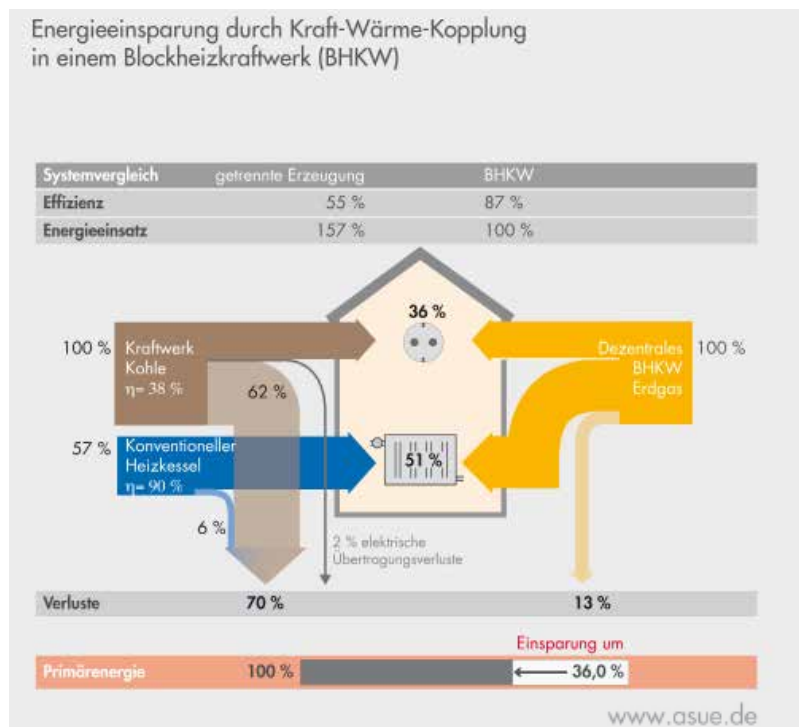 Energieeinsparung durch Kraft-Wärme-Kopplung
in einem Blockheizkraftwerk (BHKW)
Systemvergleich getrennte Erzeugung BHKW
Effizienz 55 % 87 %
Energieeinsatz 157 % 100 %
36 %
100 % Kraftwerk
Kohle
η= 38 %
62 %
Dezentrales 100 %
BHKW
Erdgas
57 % Konventioneller
Heizkessel
η= 90 %
51 %
6 %
2 % elektrische
Übertragungsverluste
Verluste 70 % 13 %
Einsparung um
Primärenergie 100 % 36,0 %
www.asue.de